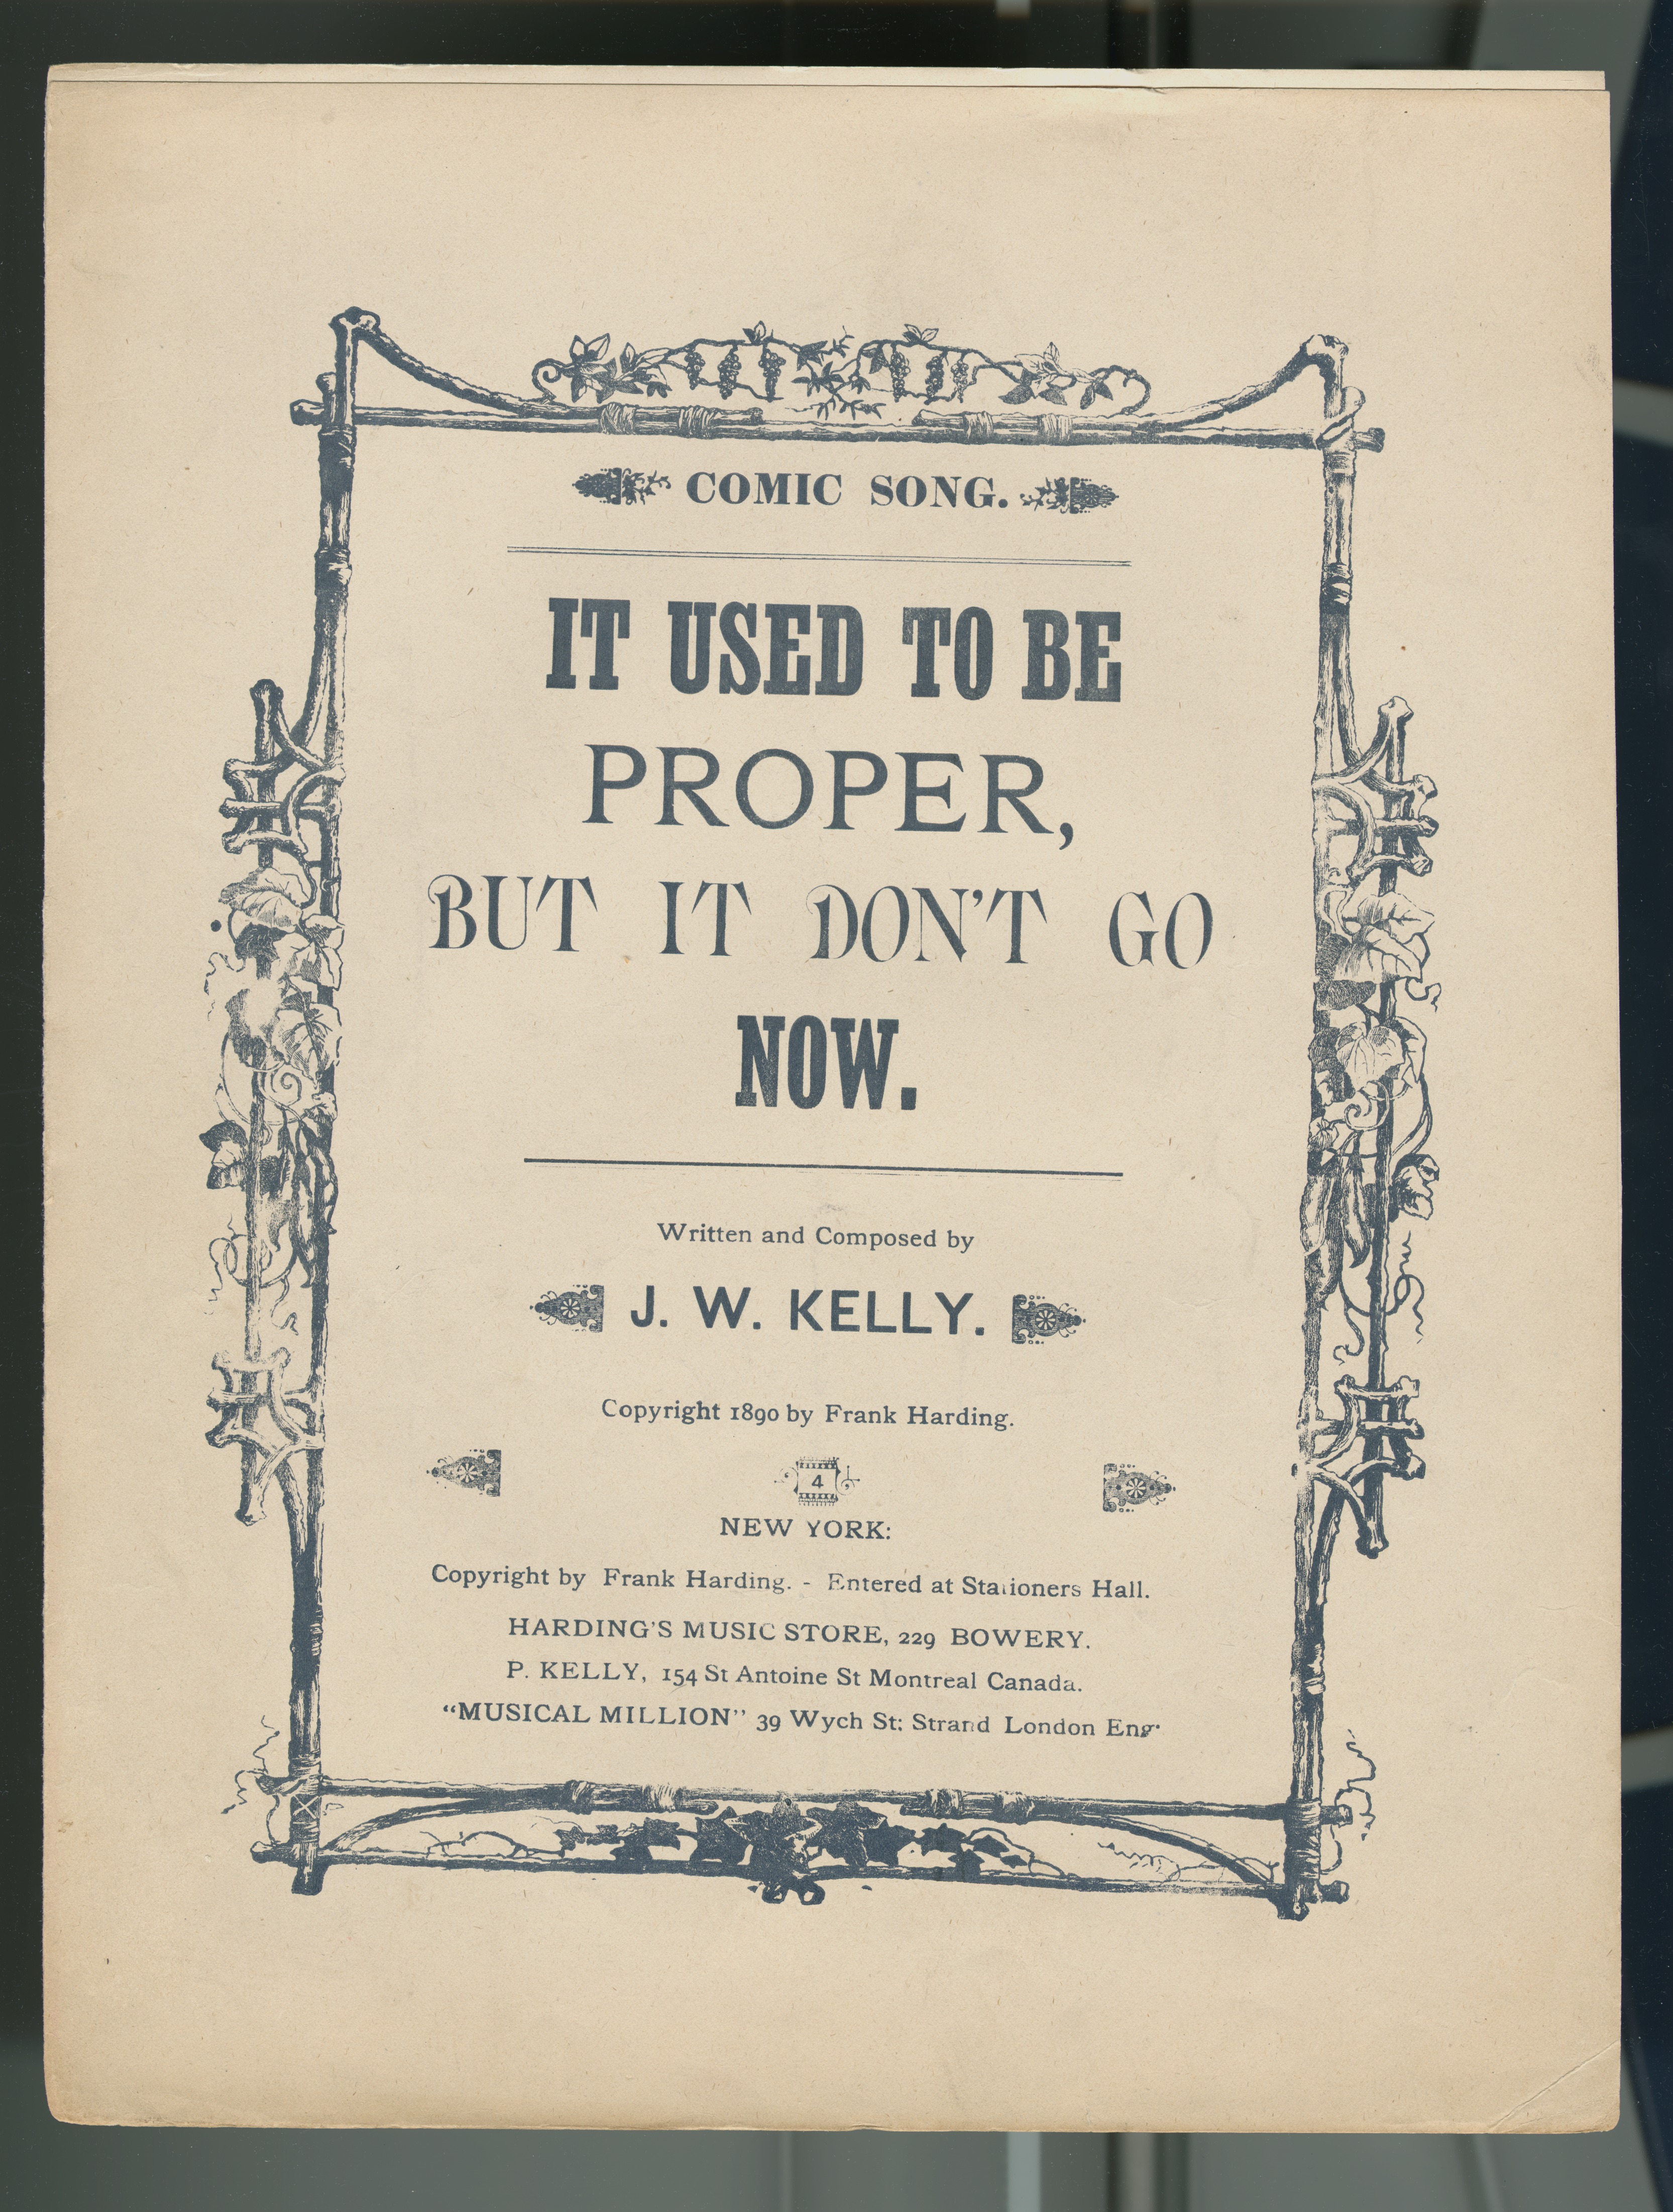 COMIC SONG.
IT USED TO BE
PROPER,
BUT IT DON'T GO
NOW.
Written and Composed by
J. W. KELLY.
Copyright 1890 by Frank Harding.
4
NEW YORK:
Copyright by Frank Harding. - Entered at Stationers Hall.
HARDING'S MUSIC STORE, 229 BOWERY.
P. KELLY, 154 St Antoine St Montreal Canada.
"MUSICAL MILLION" 39 Wych St: Strand London Eng.